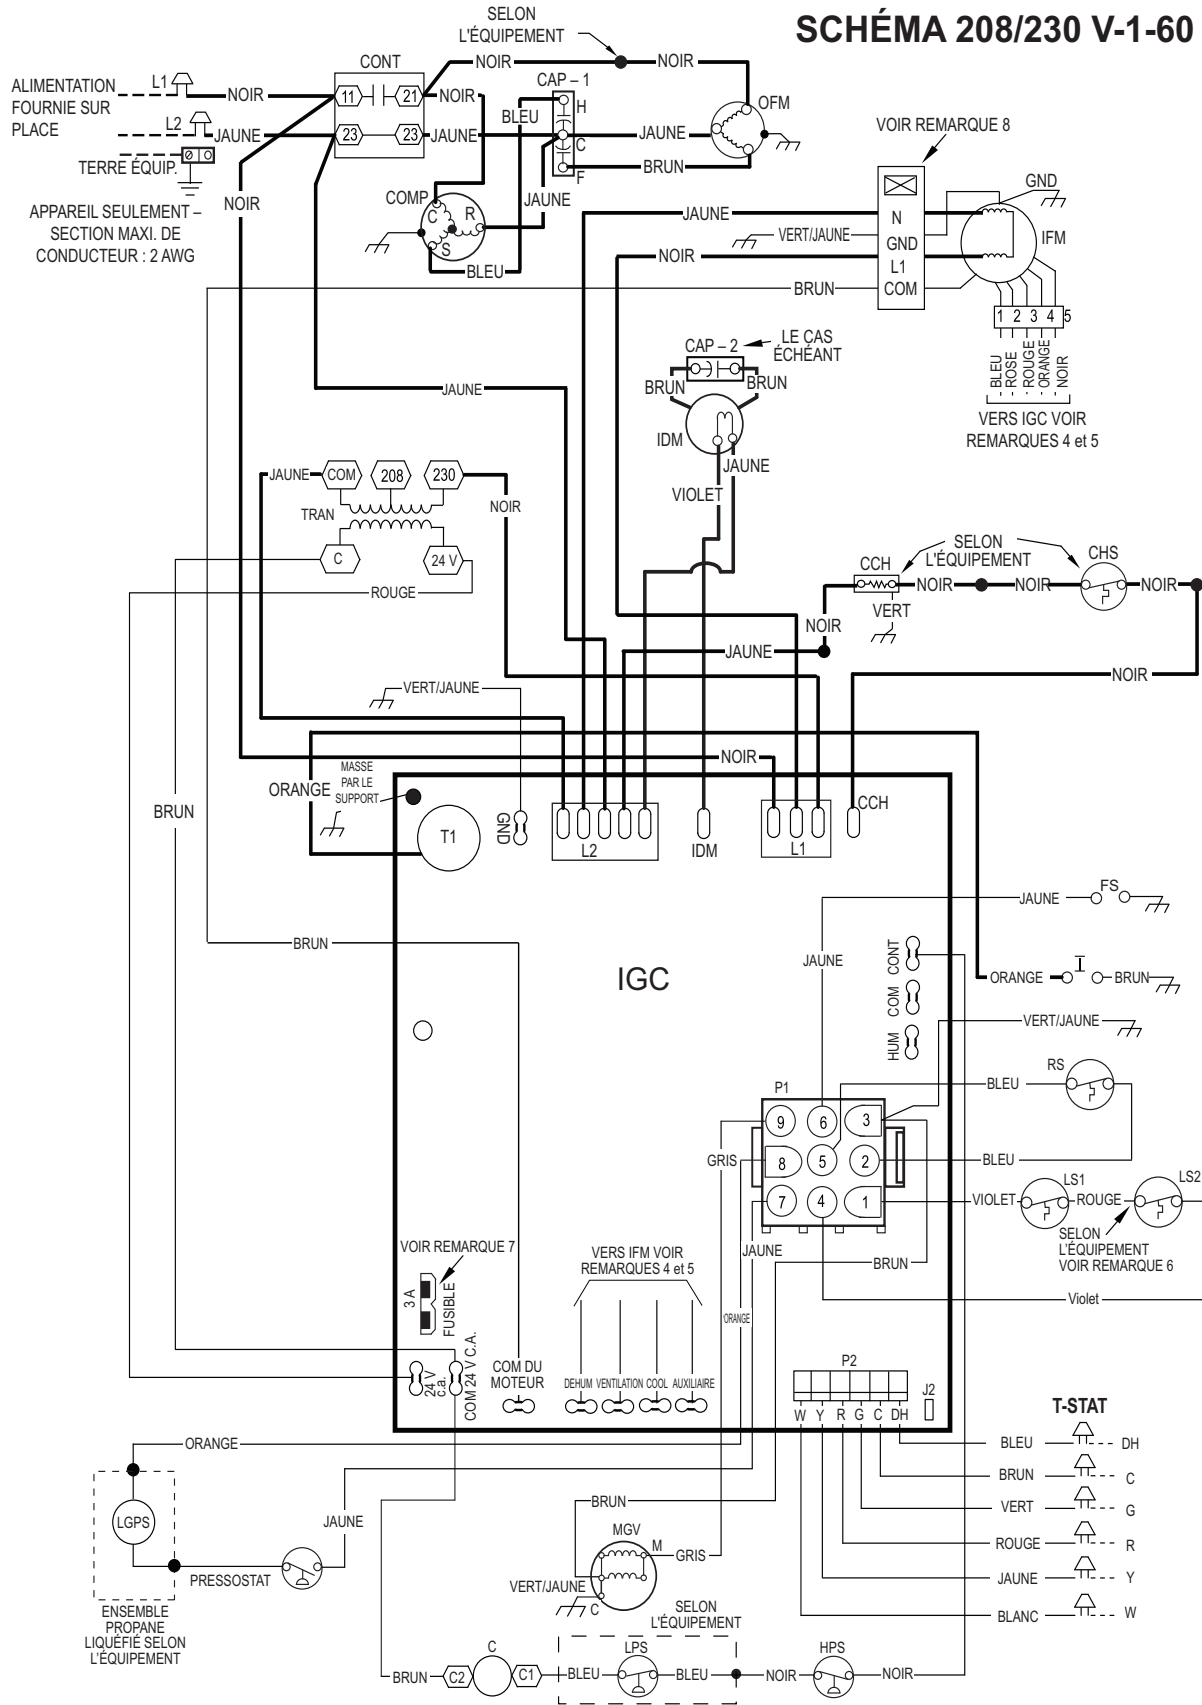 SCHÉMA 208/230 V-1-60
SELON
L'ÉQUIPEMENT
CONT
NOIR
NOIR
ALIMENTATION
FOURNIE SUR
PLACE
L1
NOIR
11
21
NOIR
CAP – 1
BLEU
H
OFM
L2
JAUNE
23
23
JAUNE
C
JAUNE
VOIR REMARQUE 8
TERRE ÉQUIP.
F
BRUN
APPAREIL SEULEMENT –
SECTION MAXI. DE
CONDUCTEUR : 2 AWG
NOIR
COMP
C
R
S
JAUNE
BLEU
JAUNE
N
GND
VERT/JAUNE
GND
IFM
NOIR
L1
BRUN
COM
1 2 3 4 5
BLEU
ROSE
ROUGE
ORANGE
NOIR
VERS IGC VOIR
REMARQUES 4 et 5
CAP – 2
LE CAS
ÉCHÉANT
BRUN
BRUN
IDM
JAUNE
VIOLET
JAUNE
JAUNE
COM
208
230
NOIR
TRAN
C
24 V
ROUGE
SELON
L'ÉQUIPEMENT
CCH
CHS
NOIR
NOIR
NOIR
VERT
NOIR
JAUNE
NOIR
VERT/JAUNE
NOIR
ORANGE
MASSE
PAR LE
SUPPORT
BRUN
T1
GND
L2
IDM
L1
CCH
JAUNE
FS
BRUN
IGC
JAUNE
CONT
COM
HUM
ORANGE
I
BRUN
VERT/JAUNE
RS
BLEU
P1
9
6
3
GRIS
8
5
2
BLEU
7
4
1
VIOLET
LS1
ROUGE
LS2
SELON
L'ÉQUIPEMENT
VOIR REMARQUE 6
JAUNE
BRUN
Violet
ORANGE
VOIR REMARQUE 7
3 A
FUSIBLE
VERS IFM VOIR
REMARQUES 4 et 5
24 V
c.a.
COM 24 V C.A.
COM DU
MOTEUR
DEHUM
VENTILATION
COOL
AUXILIAIRE
P2
W Y R G C DH
J2
T-STAT
BLEU
DH
BRUN
C
VERT
G
ROUGE
R
JAUNE
Y
BLANC
W
ORANGE
LGPS
JAUNE
PRESSOSTAT
ENSEMBLE
PROPANE
LIQUÉFIÉ SELON
L'ÉQUIPEMENT
BRUN
MGV
M
GRIS
VERT/JAUNE
C
SELON
L'ÉQUIPEMENT
BRUN
C2
C
C1
BLEU
LPS
BLEU
NOIR
HPS
NOIR